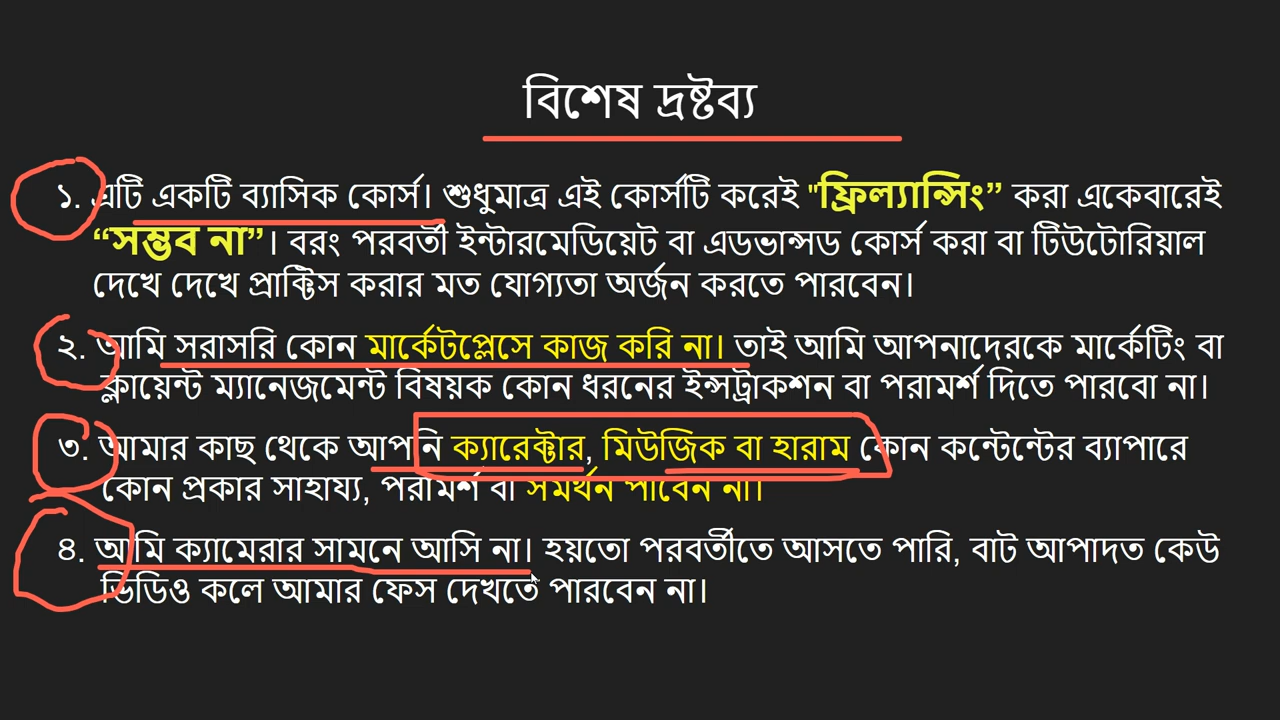 বিশেষ দ্রষ্টব্য
১. এটি একটি ব্যাসিক কোর্স। শুধুমাত্র এই কোর্সটি করেই "ফ্রিল্যান্সিং” করা একেবারেই
“সম্ভব না”। বরং পরবর্তী ইন্টারমেডিয়েট বা এডভান্সড কোর্স করা বা টিউটোরিয়াল
দেখে দেখে প্রাক্টিস করার মত যোগ্যতা অর্জন করতে পারবেন।
২. আমি সরাসরি কোন মার্কেটপ্লেসে কাজ করি না। তাই আমি আপনাদেরকে মার্কেটিং বা
ক্লায়েন্ট ম্যানেজমেন্ট বিষয়ক কোন ধরনের ইন্সট্রাকশন বা পরামর্শ দিতে পারবো না।
৩. আমার কাছ থেকে আপনি ক্যারেক্টার, মিউজিক বা হারাম কোন কন্টেন্টের ব্যাপারে
কোন প্রকার সাহায্য, পরামর্শ বা সমর্থন পাবেন না।
৪. আমি ক্যামেরার সামনে আসি না। হয়তো পরবর্তীতে আসতে পারি, বাট আপাদত কেউ
ভিডিও কলে আমার ফেস দেখতে পারবেন না।